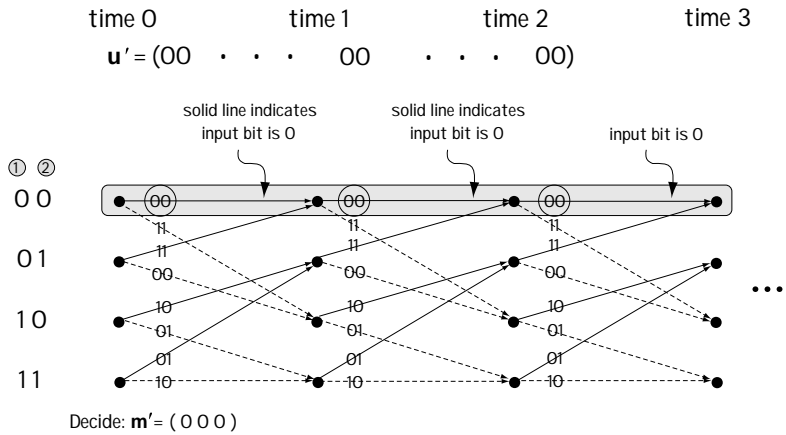 time 0 time 1 time 2 time 3
u′ = (00 · · · 00 · · · 00)
solid line indicates input bit is 0
solid line indicates input bit is 0
input bit is 0
1 2
00
00 00 00
11 11 11
11 11 11
01
00 00 00
10 10 10
10
01 01 01
01 01 01
11
10 10 10
...
Decide: m′= ( 0 0 0 )